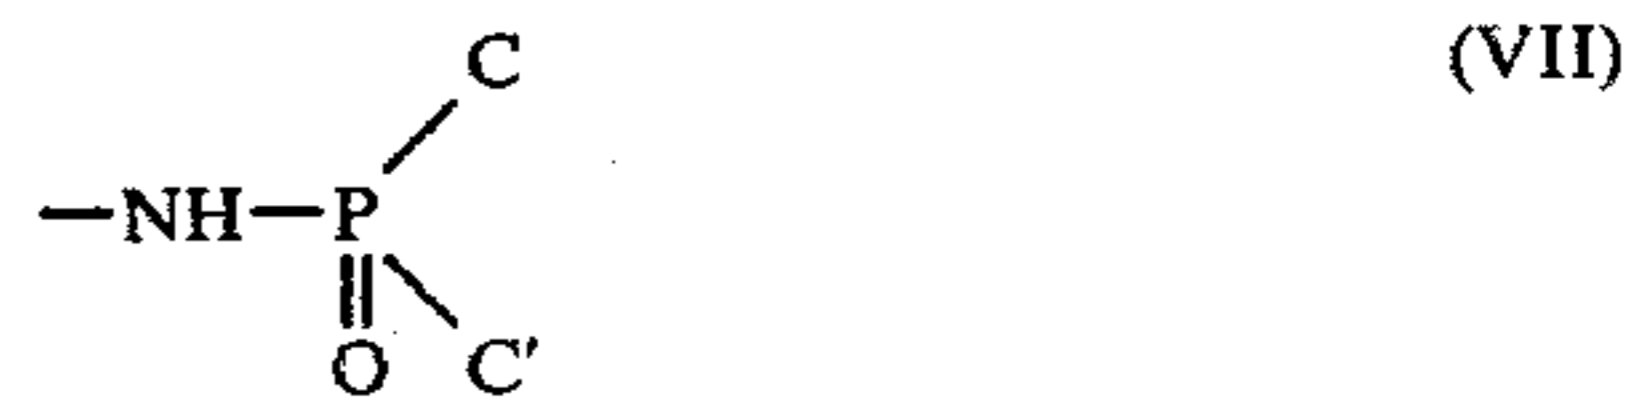 C (VII)
—NH—P
O C'